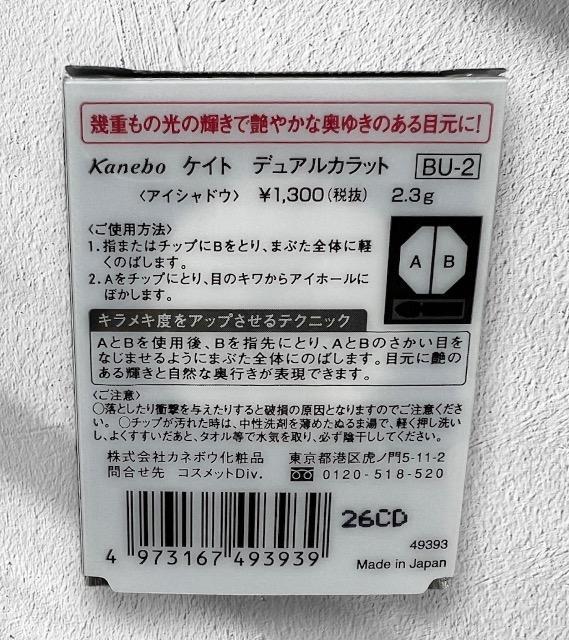 幾重もの光の輝きで艶やかな奥ゆきのある目元に!
Kanebo ケイト デュアルカラット BU-2
〈アイシャドウ〉 ¥1,300(税抜) 2.3g
〈ご使用方法〉
1.指またはチップにBをとり、まぶた全体に軽
くのばします。
2.Aをチップにとり、目のキワからアイホールに
ぼかします。
A B
キラメキ度をアップさせるテクニック
AとBを使用後、Bを指先にとり、AとBのさかい目を
なじませるようにまぶた全体にのばします。目元に艶の
ある輝きと自然な奥行きが表現できます。
〈ご注意〉
○落としたり衝撃を与えたりすると破損の原因となりますのでご注意くださ
い。○チップが汚れた時は、中性洗剤を薄めたぬるま湯で、軽く押し洗い
し、よくすすいだあと、タオル等で水気を取り、必ず陰干ししてください。
株式会社カネボウ化粧品 東京都港区虎ノ門5-11-2
問合せ先 コスメットDiv. 0120-518-520
26CD
4 973167 493939
49393
Made in Japan